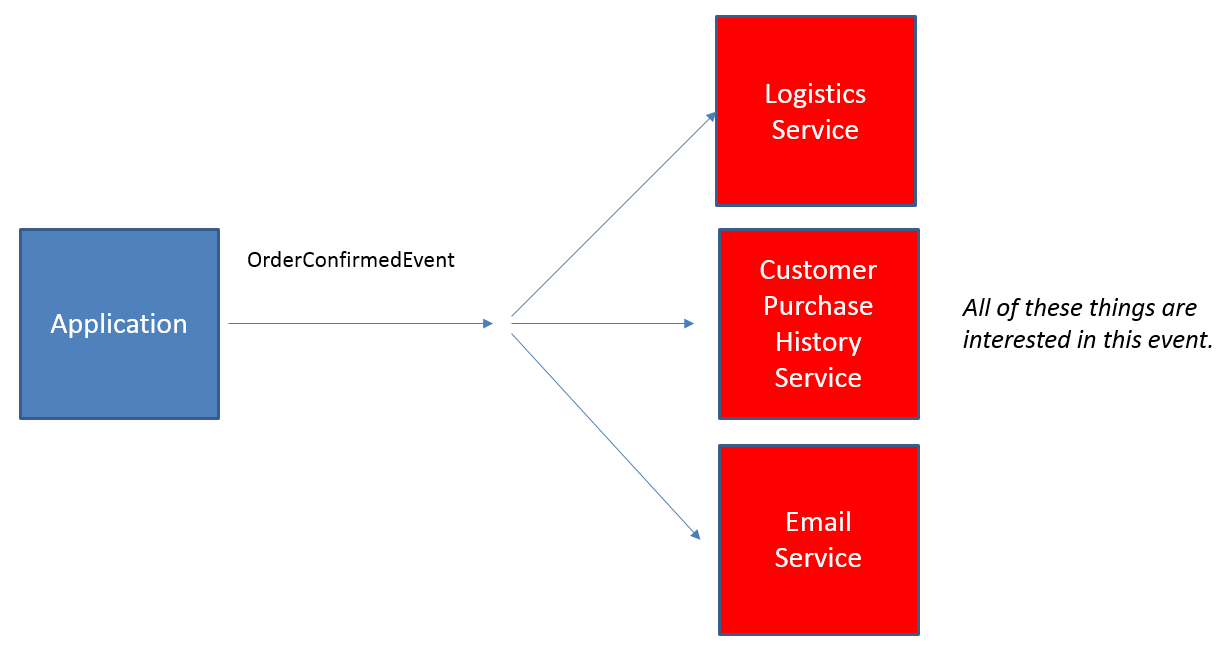 Logistics
Service
OrderConfirmedEvent
Application
Customer
Purchase
History
Service
All of these things are
interested in this event.
Email
Service